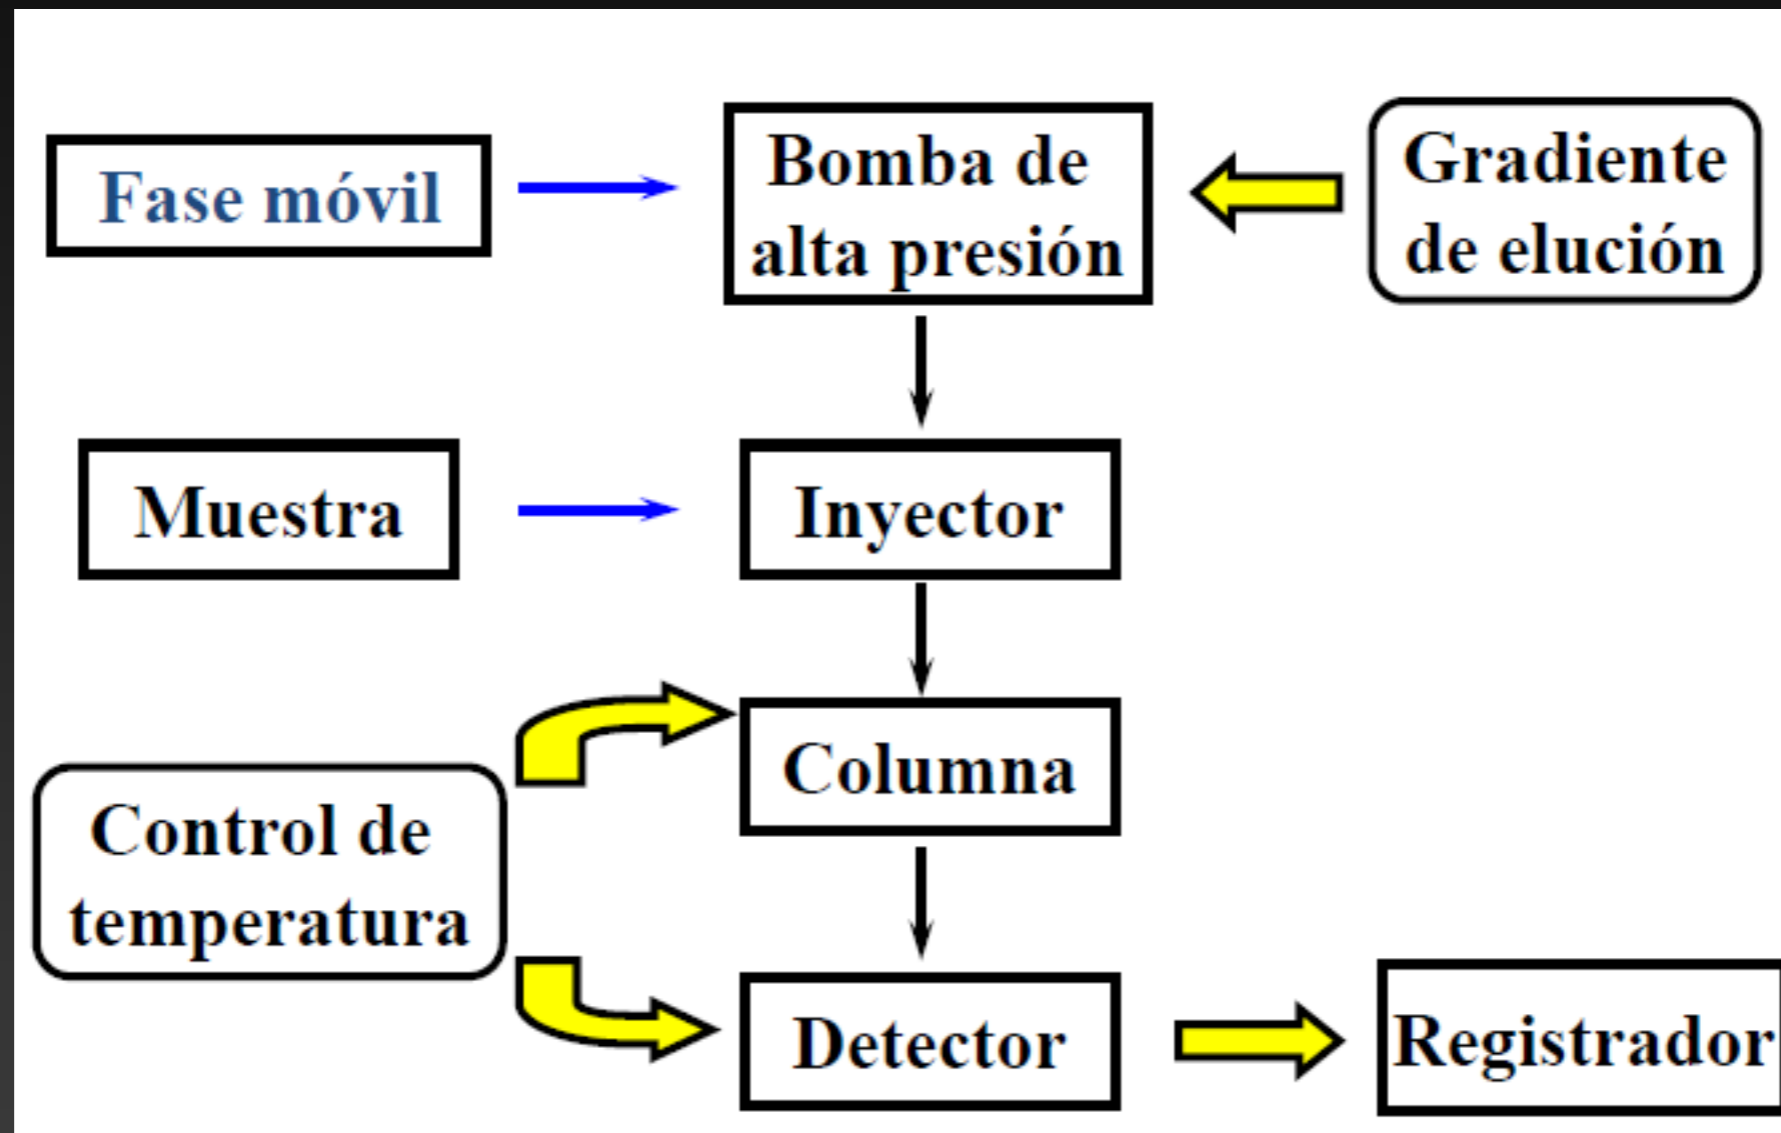 Fase móvil
Bomba de
alta presión
Gradiente
de elución
Muestra
Inyector
Columna
Control de
temperatura
Detector
Registrador